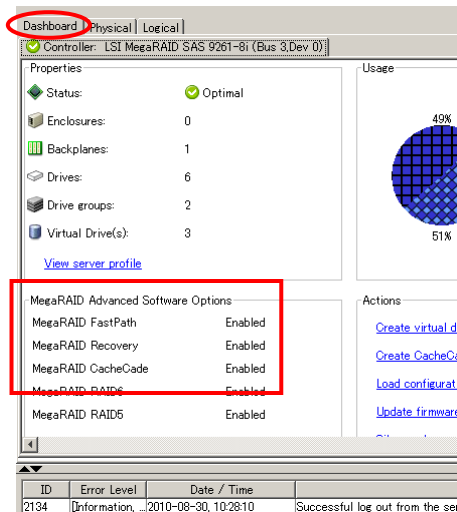 Dashboard Physical Logical
Controller: LSI MegaRAID SAS 9261-8i (Bus 3,Dev 0)
Properties
Status: Optimal
Enclosures: 0
Backplanes: 1
Drives: 6
Drive groups: 2
Virtual Drive(s): 3
View server profile
Usage
49%
51%
MegaRAID Advanced Software Options
MegaRAID FastPath Enabled
MegaRAID Recovery Enabled
MegaRAID CacheCade Enabled
MegaRAID RAID6 Enabled
MegaRAID RAID5 Enabled
Actions
Create virtual d
Create CacheCa
Load configurat
Update firmware
ID Error Level Date / Time
2134 [Information, ... 2010-08-30, 10:28:10 Successful log out from the ser